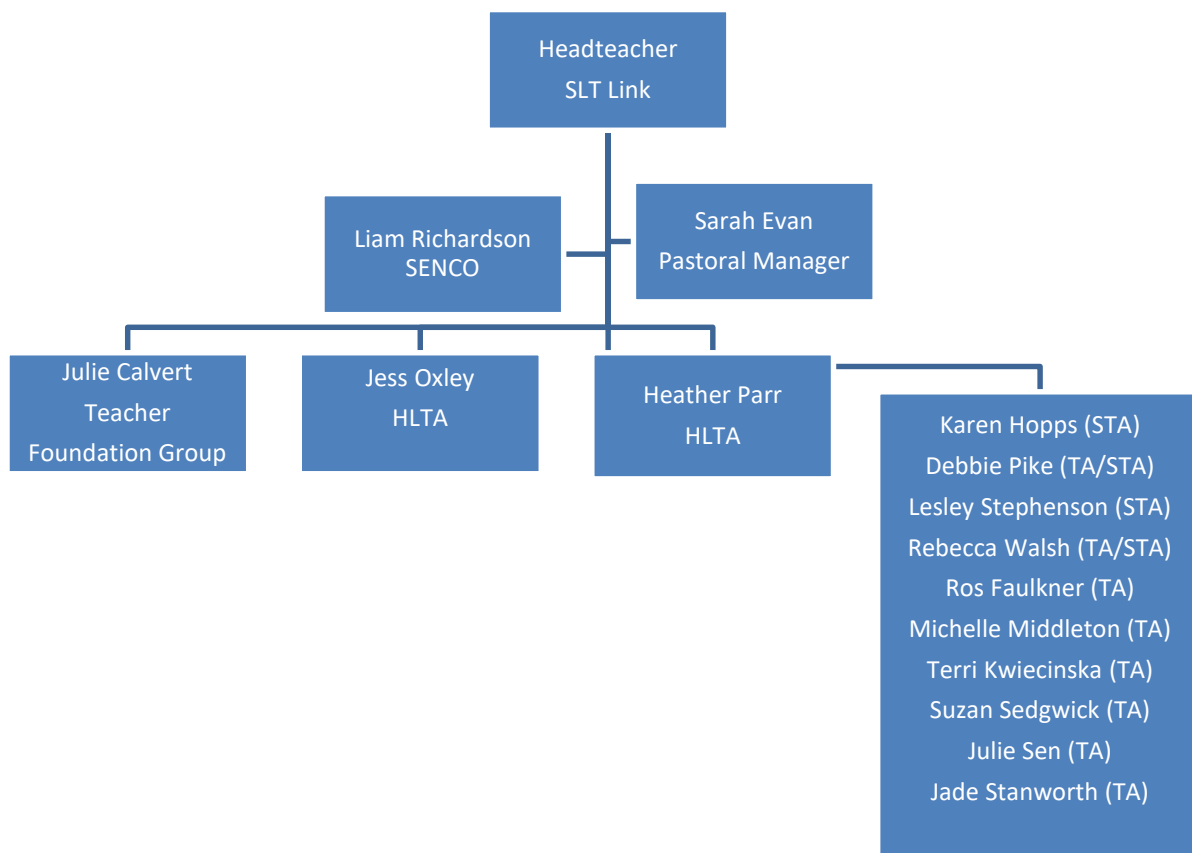 Headteacher
SLT Link
Liam Richardson
SENCO
Sarah Evan
Pastoral Manager
Julie Calvert
Teacher
Foundation Group
Jess Oxley
HLTA
Heather Parr
HLTA
Karen Hopps (STA)
Debbie Pike (TA/STA)
Lesley Stephenson (STA)
Rebecca Walsh (TA/STA)
Ros Faulkner (TA)
Michelle Middleton (TA)
Terri Kwiecinska (TA)
Suzan Sedgwick (TA)
Julie Sen (TA)
Jade Stanworth (TA)